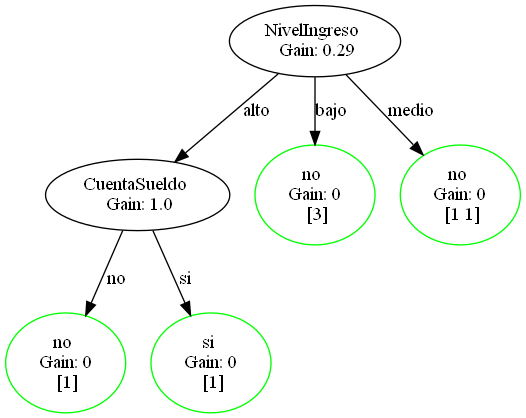 NivelIngreso
Gain: 0.29
alto
bajo
medio
CuentaSueldo
Gain: 1.0
no
Gain: 0
[3]
no
Gain: 0
[1 1]
no
si
no
Gain: 0
[1]
si
Gain: 0
[1]